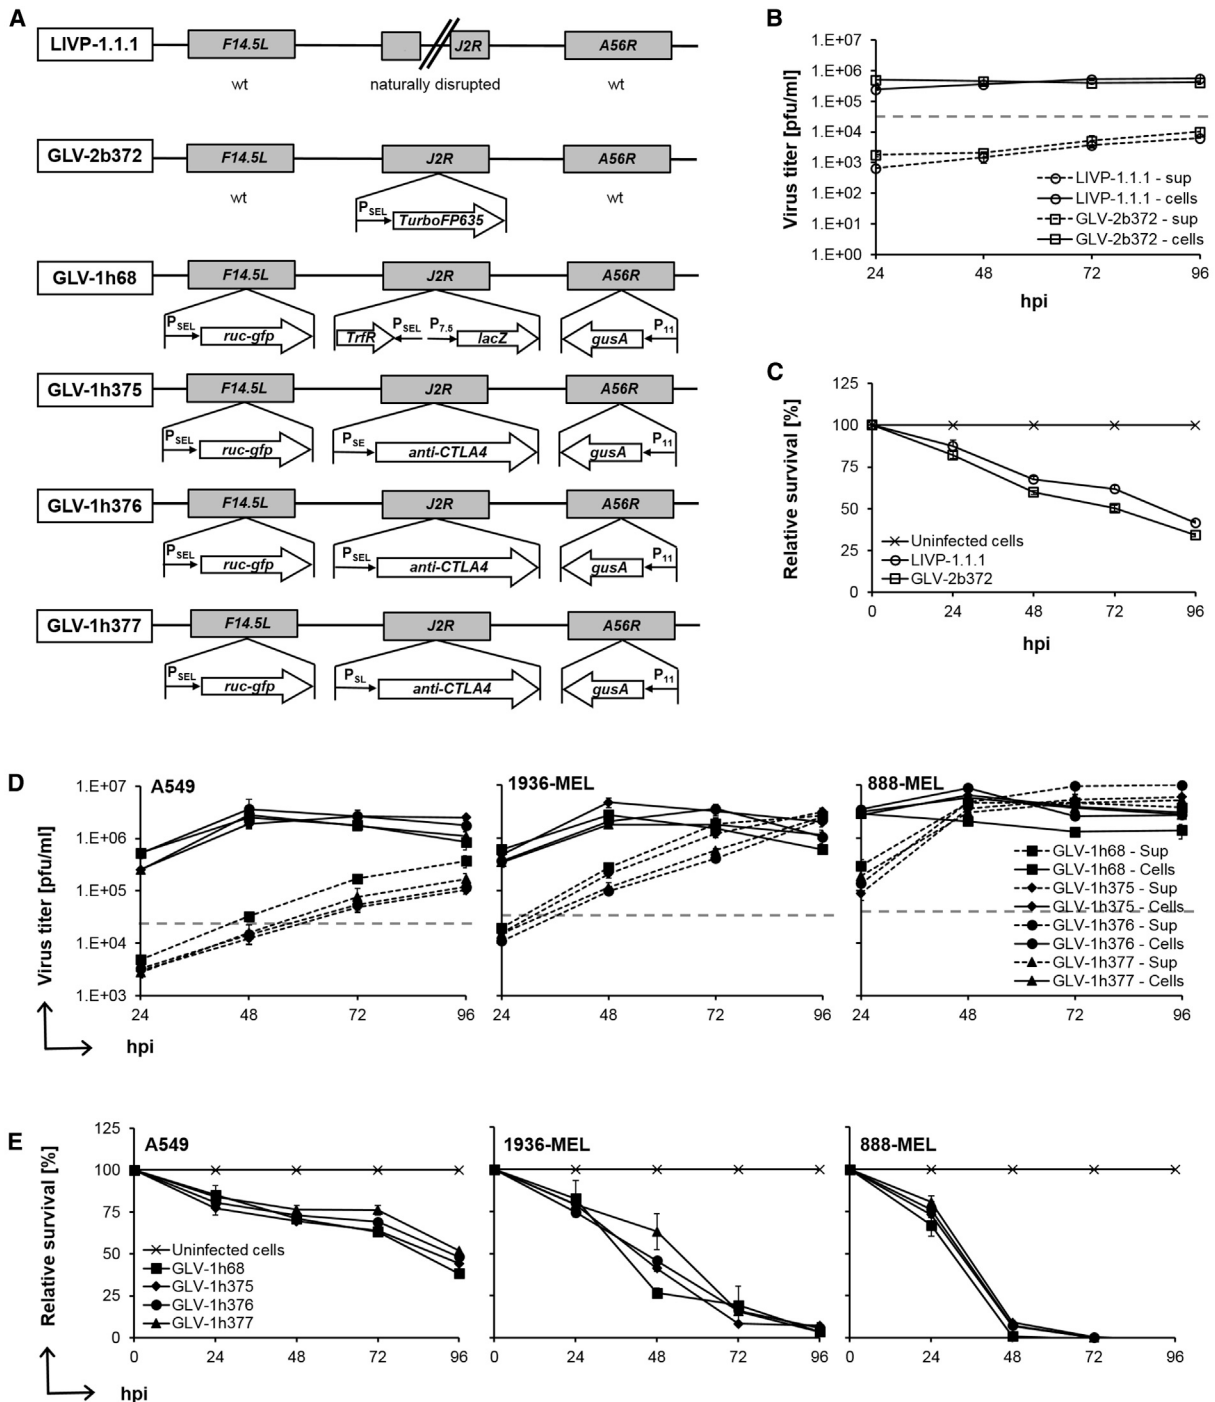 A
LIVP-1.1.1
F14.5L
J2R
A56R
wt
naturally disrupted
wt
GLV-2b372
F14.5L
J2R
A56R
wt
wt
PSEL
TurboFP635
GLV-1h68
F14.5L
J2R
A56R
PSEL
ruc-gfp
TrfR
PSEL
P7.5
lacZ
gusA
P11
GLV-1h375
F14.5L
J2R
A56R
PSEL
ruc-gfp
PSE
anti-CTLA4
gusA
P11
GLV-1h376
F14.5L
J2R
A56R
PSEL
ruc-gfp
PSEL
anti-CTLA4
gusA
P11
GLV-1h377
F14.5L
J2R
A56R
PSEL
ruc-gfp
PSL
anti-CTLA4
gusA
P11
B
Virus titer [pfu/ml]
1.E+07
1.E+06
1.E+05
1.E+04
1.E+03
1.E+02
1.E+01
1.E+00
LIVP-1.1.1 - sup
LIVP-1.1.1 - cells
GLV-2b372 - sup
GLV-2b372 - cells
24 48 72 96
hpi
C
Relative survival [%]
125
100
75
50
25
0
Uninfected cells
LIVP-1.1.1
GLV-2b372
0 24 48 72 96
hpi
D
Virus titer [pfu/ml]
1.E+07
1.E+06
1.E+05
1.E+04
1.E+03
A549
24 48 72 96
hpi
1936-MEL
24 48 72 96
888-MEL
GLV-1h68 - Sup
GLV-1h68 - Cells
GLV-1h375 - Sup
GLV-1h375 - Cells
GLV-1h376 - Sup
GLV-1h376 - Cells
GLV-1h377 - Sup
GLV-1h377 - Cells
24 48 72 96
E
Relative survival [%]
125
100
75
50
25
0
A549
Uninfected cells
GLV-1h68
GLV-1h375
GLV-1h376
GLV-1h377
0 24 48 72 96
hpi
1936-MEL
0 24 48 72 96
888-MEL
0 24 48 72 96